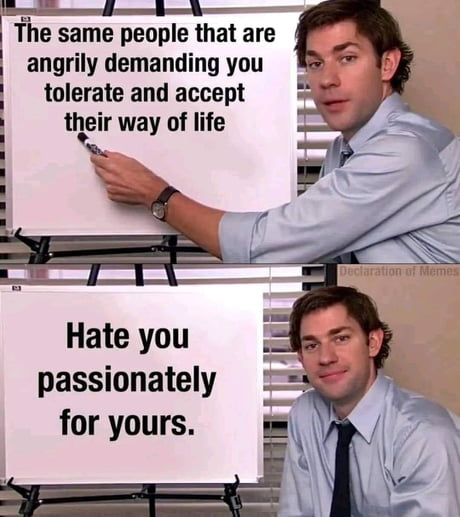 The same people that are
angrily demanding you
tolerate and accept
their way of life
Declaration of Memes
Hate you
passionately
for yours.